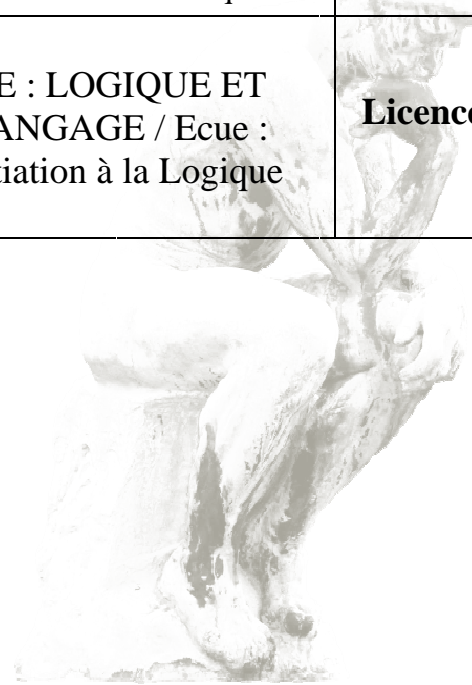 E : LOGIQUE ET
ANGAGE / Ecue :
tiation à la Logique
Licence